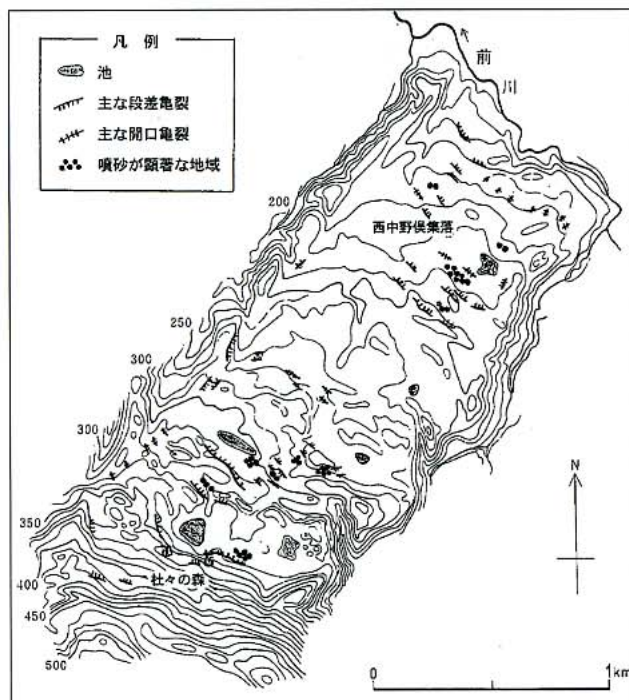 凡例
池
主な段差亀裂
主な開口亀裂
噴砂が顕著な地域
前川
200
西中野俣集落
250
300
300
350
400
450
500
杜々の森
N
0
1km